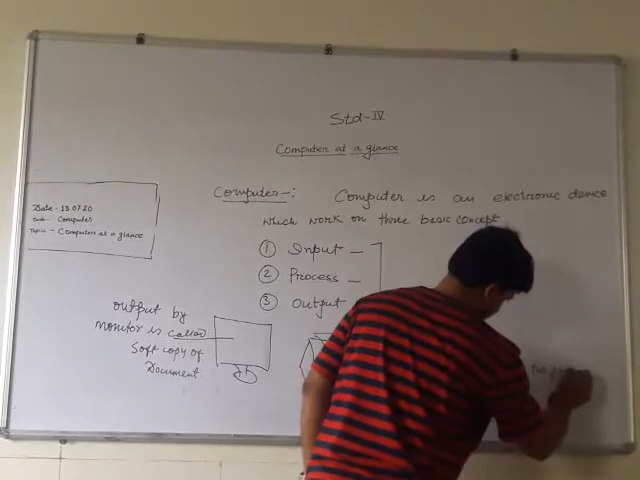 Std-IV
Computer at a glance
Date - 13.07.20
Sub - Computer
Topic - Computer at a glance
Computer-: Computer is an electronic device
which work on three basic concept
① Input -
② Process -
③ Output
output by
monitor is called
Soft copy of
Document